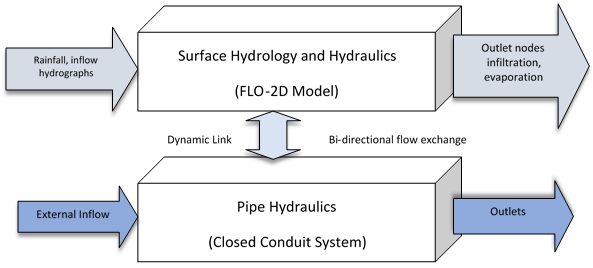 Rainfall, inflow
hydrographs
Surface Hydrology and Hydraulics
(FLO-2D Model)
Outlet nodes
infiltration,
evaporation
Dynamic Link
Bi-directional flow exchange
External Inflow
Pipe Hydraulics
(Closed Conduit System)
Outlets